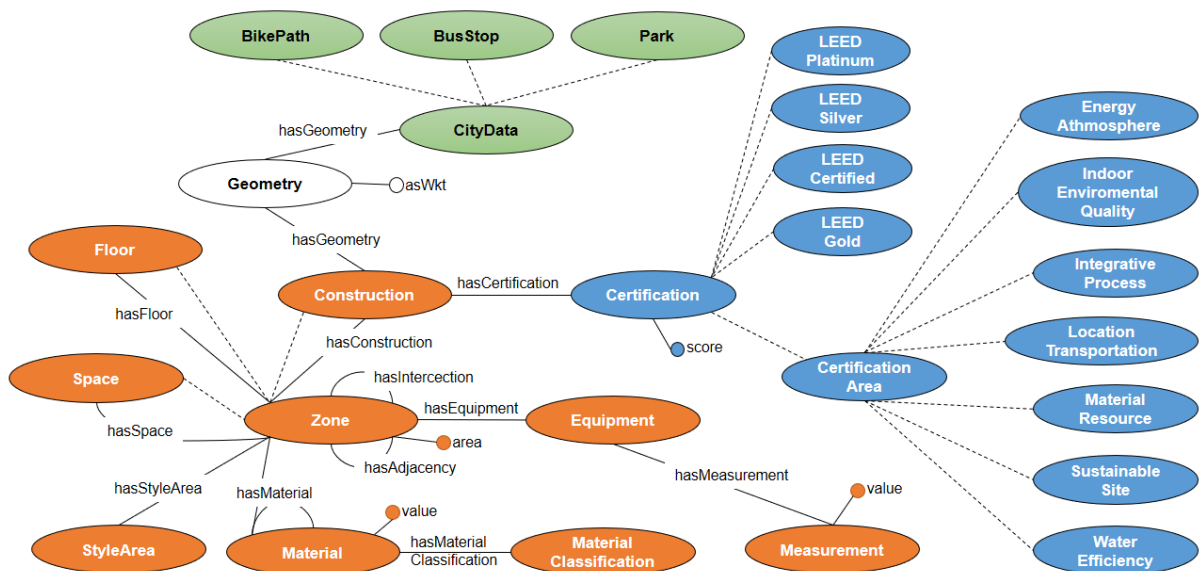 BikePath
BusStop
Park
LEED
Platinum
CityData
LEED
Silver
Energy
Athmosphere
hasGeometry
Geometry
asWkt
LEED
Certified
Indoor
Enviromental
Quality
hasGeometry
LEED
Gold
Floor
Integrative
Process
Construction
hasCertification
Certification
hasFloor
hasConstruction
score
Location
Transportation
Space
hasIntercection
Certification
Area
hasSpace
Zone
hasEquipment
Equipment
Material
Resource
area
hasAdjacency
hasStyleArea
hasMeasurement
Sustainable
Site
hasMaterial
value
value
StyleArea
Material
hasMaterial
Classification
Material
Classification
Measurement
Water
Efficiency